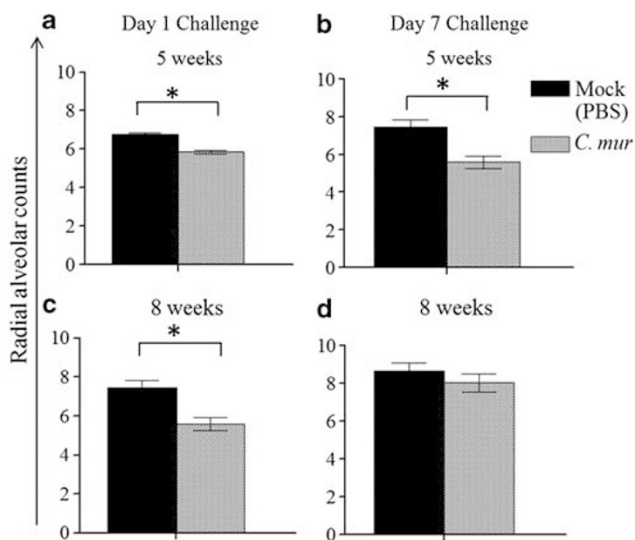 a Day 1 Challenge
5 weeks
10
8
6
4
2
0
*
b Day 7 Challenge
5 weeks
10
8
6
4
2
0
*
Mock
(PBS)
C. mur
Radial alveolar counts
c 8 weeks
10
8
6
4
2
0
*
d 8 weeks
10
8
6
4
2
0